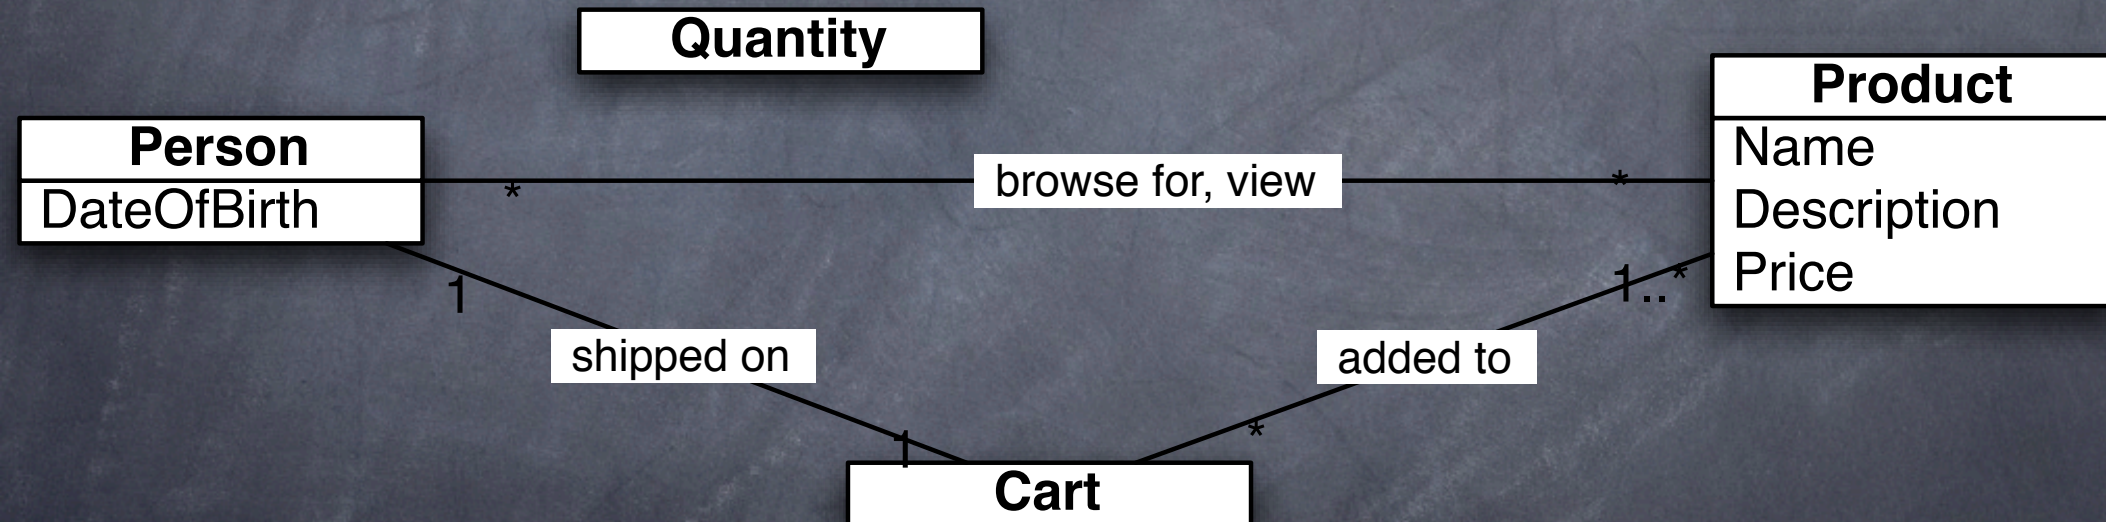 Quantity
Product
Name
Description
Price
Person
DateOfBirth
* browse for, view *
1 1..*
shipped on added to
1 *
Cart